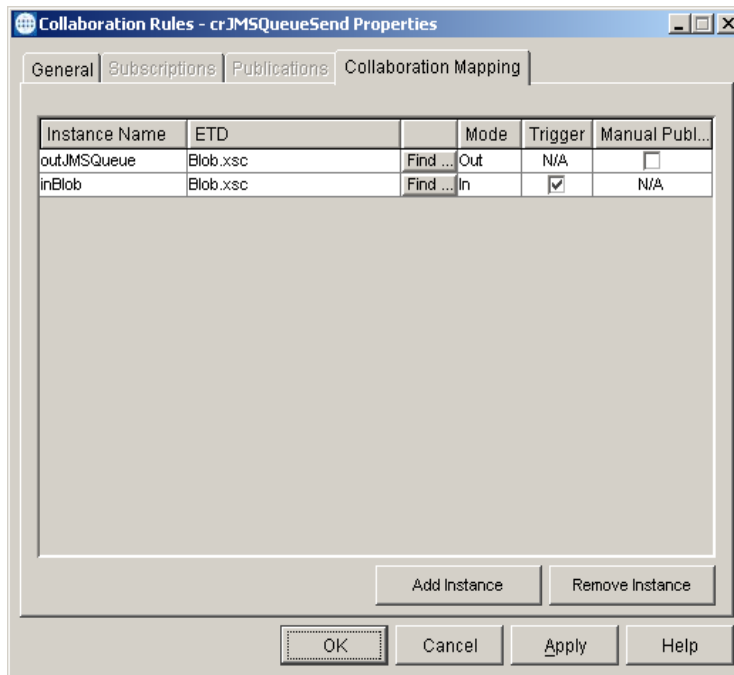 Collaboration Rules - crJMSQueueSend Properties
General Subscriptions Publications Collaboration Mapping
Instance Name ETD Mode Trigger Manual Publ...
outJMSQueue Blob.xsc Find ... Out N/A
inBlob Blob.xsc Find ... In N/A
Add Instance Remove Instance
OK Cancel Apply Help